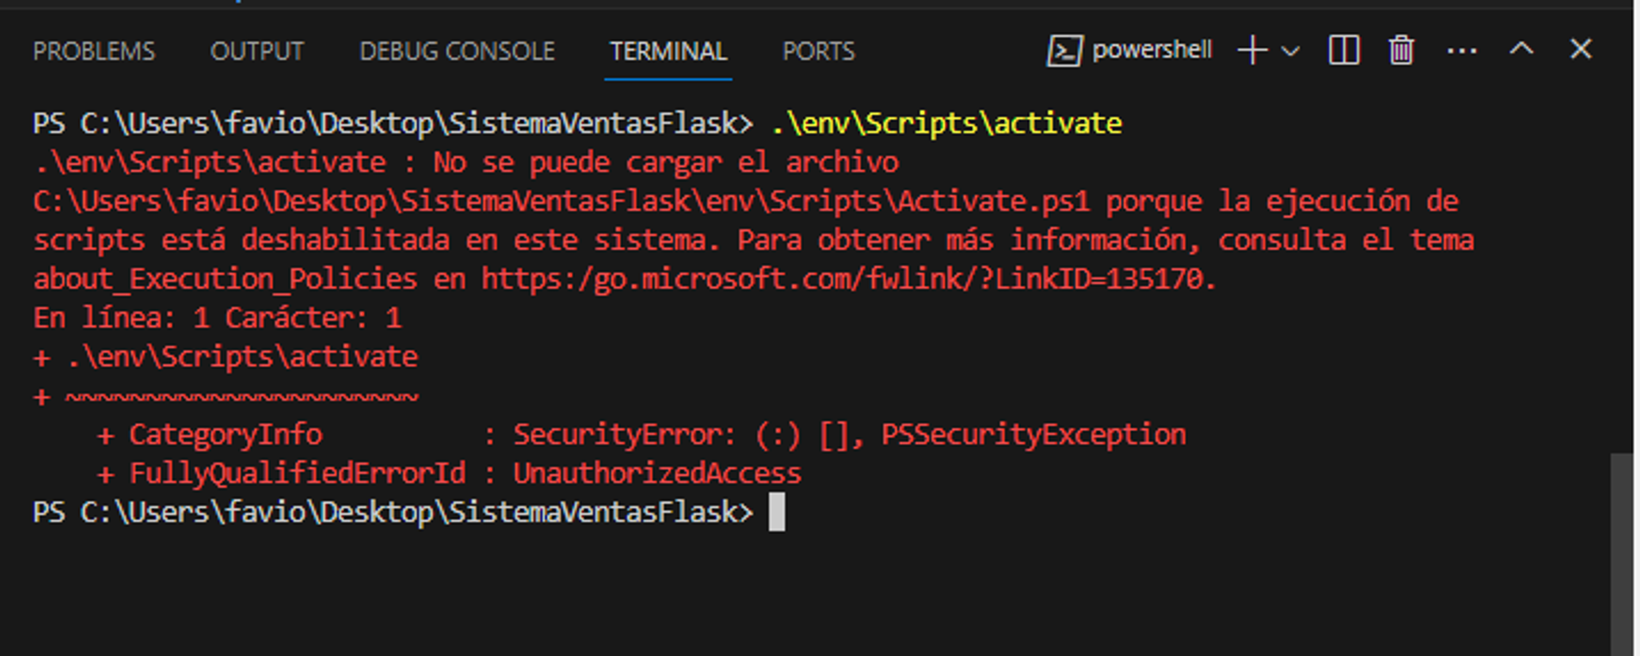 PROBLEMS OUTPUT DEBUG CONSOLE TERMINAL PORTS powershell
PS C:\Users\favio\Desktop\SistemaVentasFlask> .\env\Scripts\activate
.\env\Scripts\activate : No se puede cargar el archivo
C:\Users\favio\Desktop\SistemaVentasFlask\env\Scripts\Activate.ps1 porque la ejecución de
scripts está deshabilitada en este sistema. Para obtener más información, consulta el tema
about_Execution_Policies en https:/go.microsoft.com/fwlink/?LinkID=135170.
En línea: 1 Carácter: 1
+ .\env\Scripts\activate
+ ~~~~~~~~~~~~~~~~~~~~~~
    + CategoryInfo          : SecurityError: (:) [], PSSecurityException
    + FullyQualifiedErrorId : UnauthorizedAccess
PS C:\Users\favio\Desktop\SistemaVentasFlask>